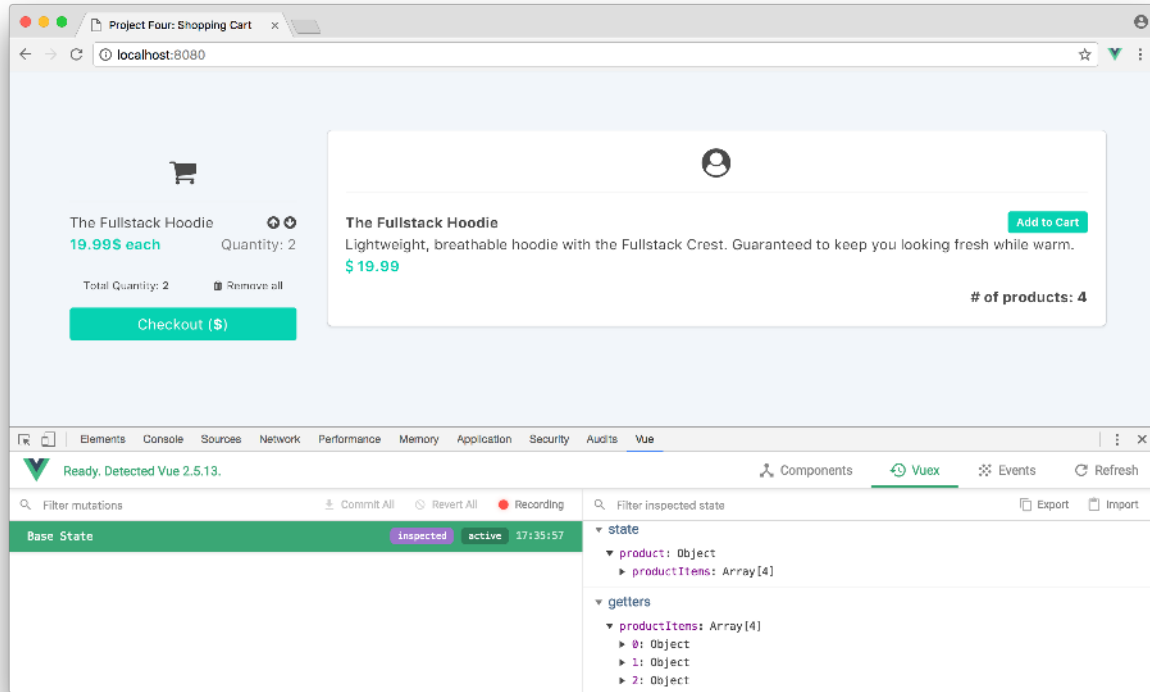 Project Four: Shopping Cart
localhost:8080
The Fullstack Hoodie
19.99$ each Quantity: 2
Total Quantity: 2 Remove all
Checkout ($)
The Fullstack Hoodie Add to Cart
Lightweight, breathable hoodie with the Fullstack Crest. Guaranteed to keep you looking fresh while warm.
$ 19.99
# of products: 4
Elements Console Sources Network Performance Memory Application Security Audits Vue
Ready. Detected Vue 2.5.13. Components Vuex Events Refresh
Filter mutations Commit All Revert All Recording
Base State inspected active 17:35:57
Filter inspected state Export Import
state
product: Object
productItems: Array[4]
getters
productItems: Array[4]
0: Object
1: Object
2: Object